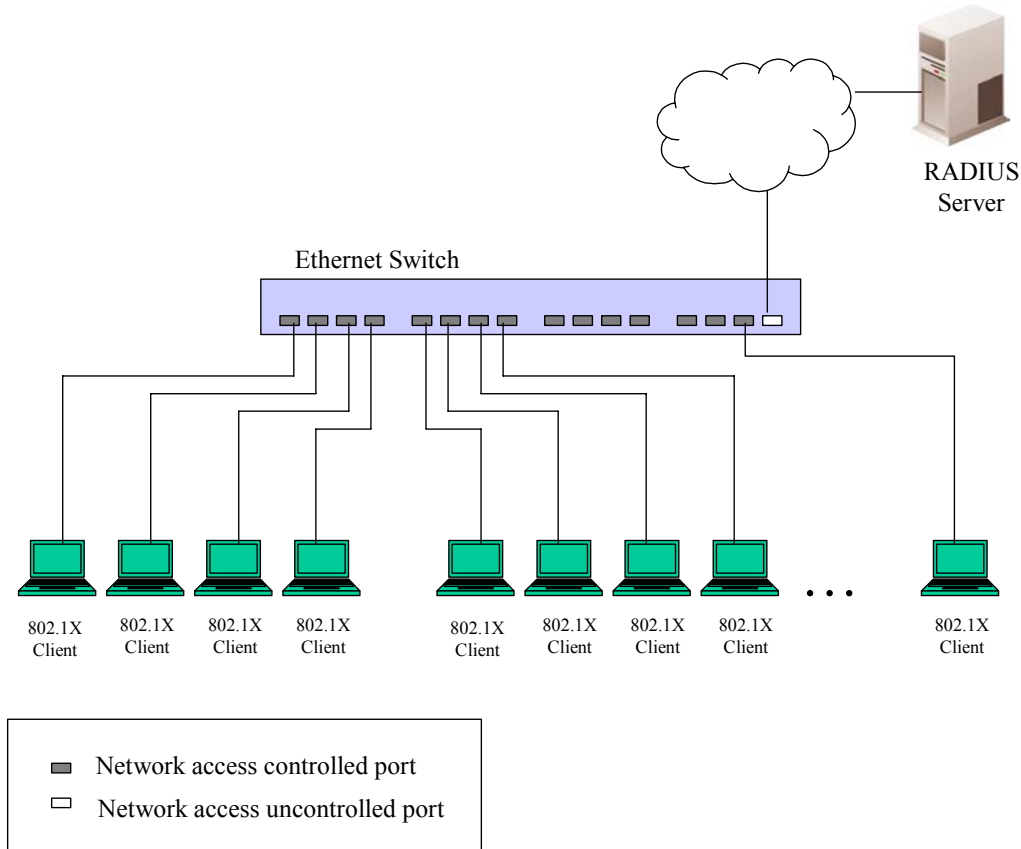 RADIUS
Server
Ethernet Switch
802.1X
Client
802.1X
Client
802.1X
Client
802.1X
Client
802.1X
Client
802.1X
Client
802.1X
Client
802.1X
Client
. . .
802.1X
Client
Network access controlled port
Network access uncontrolled port